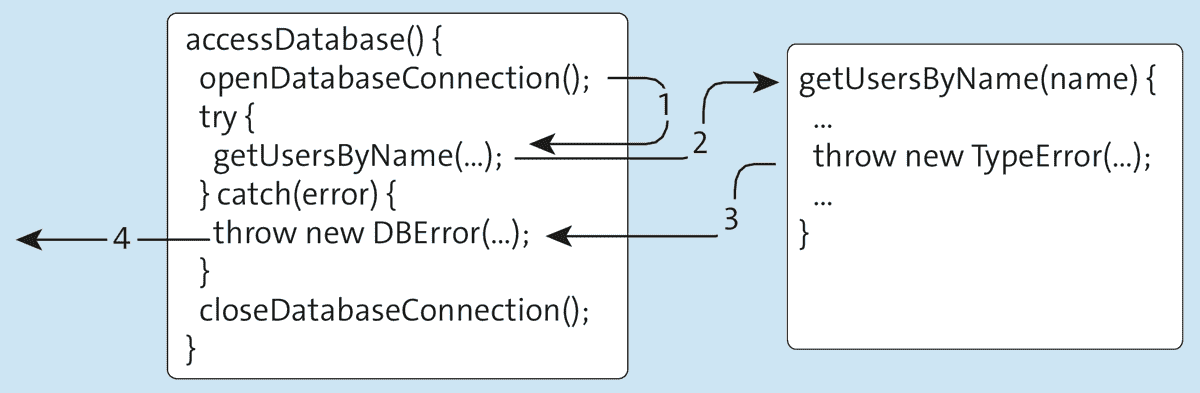 accessDatabase() {
openDatabaseConnection();
try {
getUsersByName(...);
} catch(error) {
throw new DBError(...);
}
closeDatabaseConnection();
}
1
2
3
4
getUsersByName(name) {
...
throw new TypeError(...);
...
}